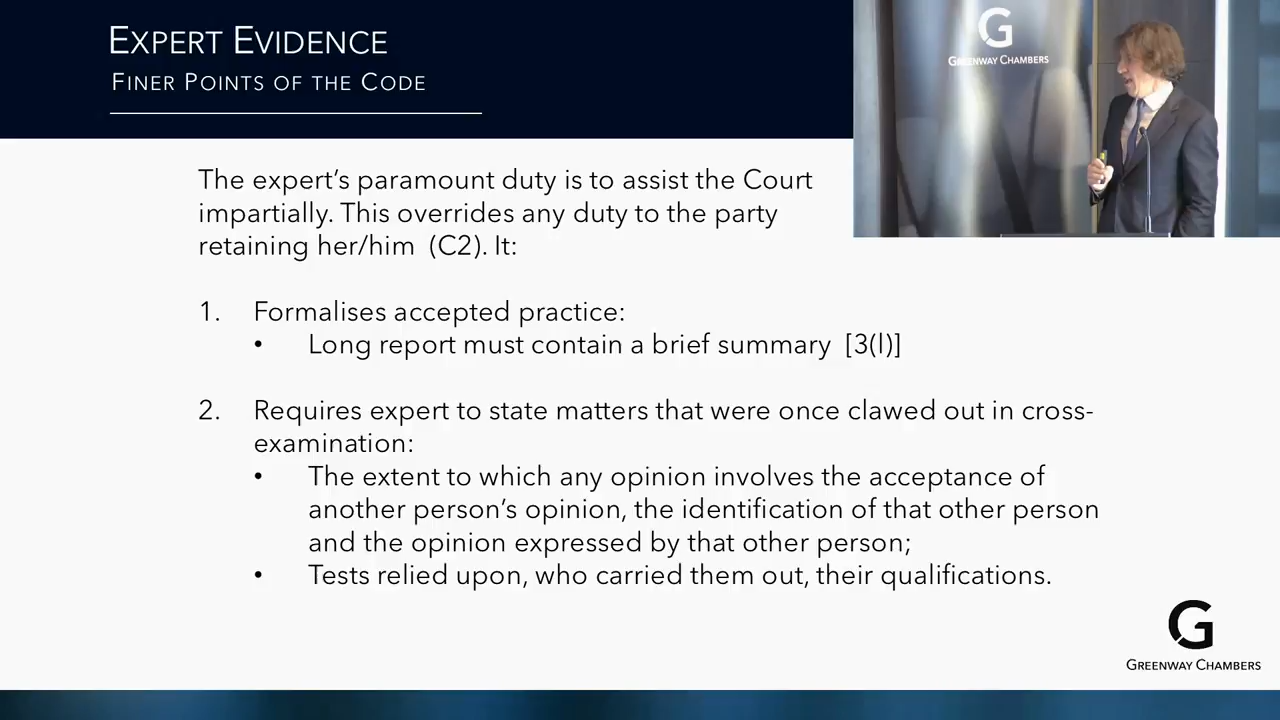 EXPERT EVIDENCE
FINER POINTS OF THE CODE
G
GREENWAY CHAMBERS
The expert's paramount duty is to assist the Court
impartially. This overrides any duty to the party
retaining her/him (C2). It:
1. Formalises accepted practice:
• Long report must contain a brief summary [3(l)]
2. Requires expert to state matters that were once clawed out in cross-
examination:
• The extent to which any opinion involves the acceptance of
another person's opinion, the identification of that other person
and the opinion expressed by that other person;
• Tests relied upon, who carried them out, their qualifications.
G
GREENWAY CHAMBERS